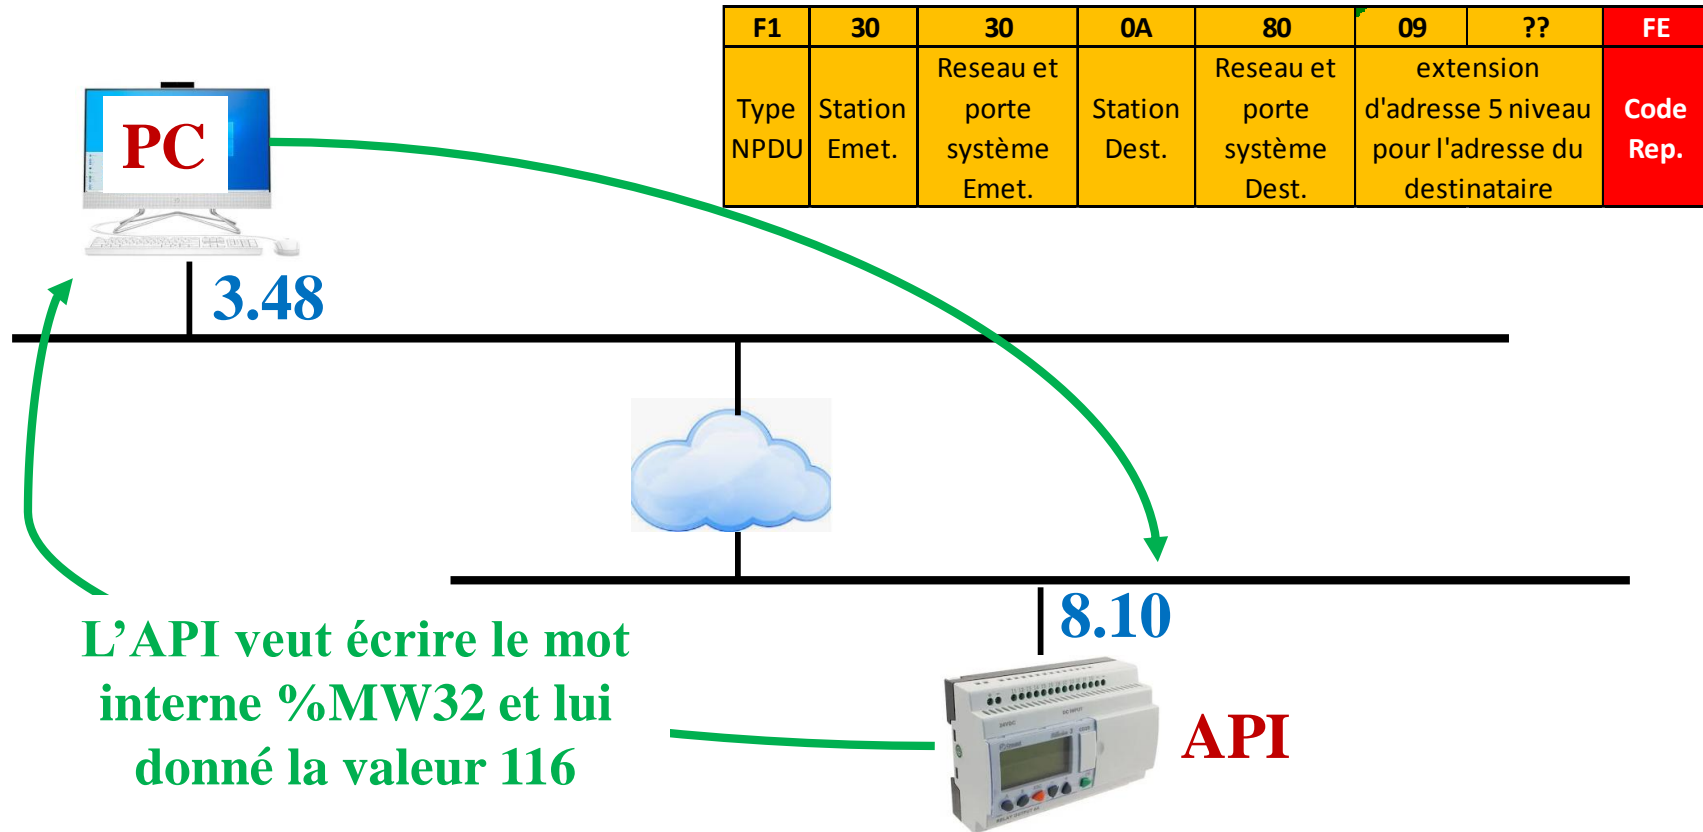 F1 30 30 0A 80 09 ?? FE
Type NPDU
Station Emet.
Reseau et porte système Emet.
Station Dest.
Reseau et porte système Dest.
extension d'adresse 5 niveau pour l'adresse du destinataire
Code Rep.
PC
3.48
8.10
L’API veut écrire le mot
interne %MW32 et lui
donné la valeur 116
API